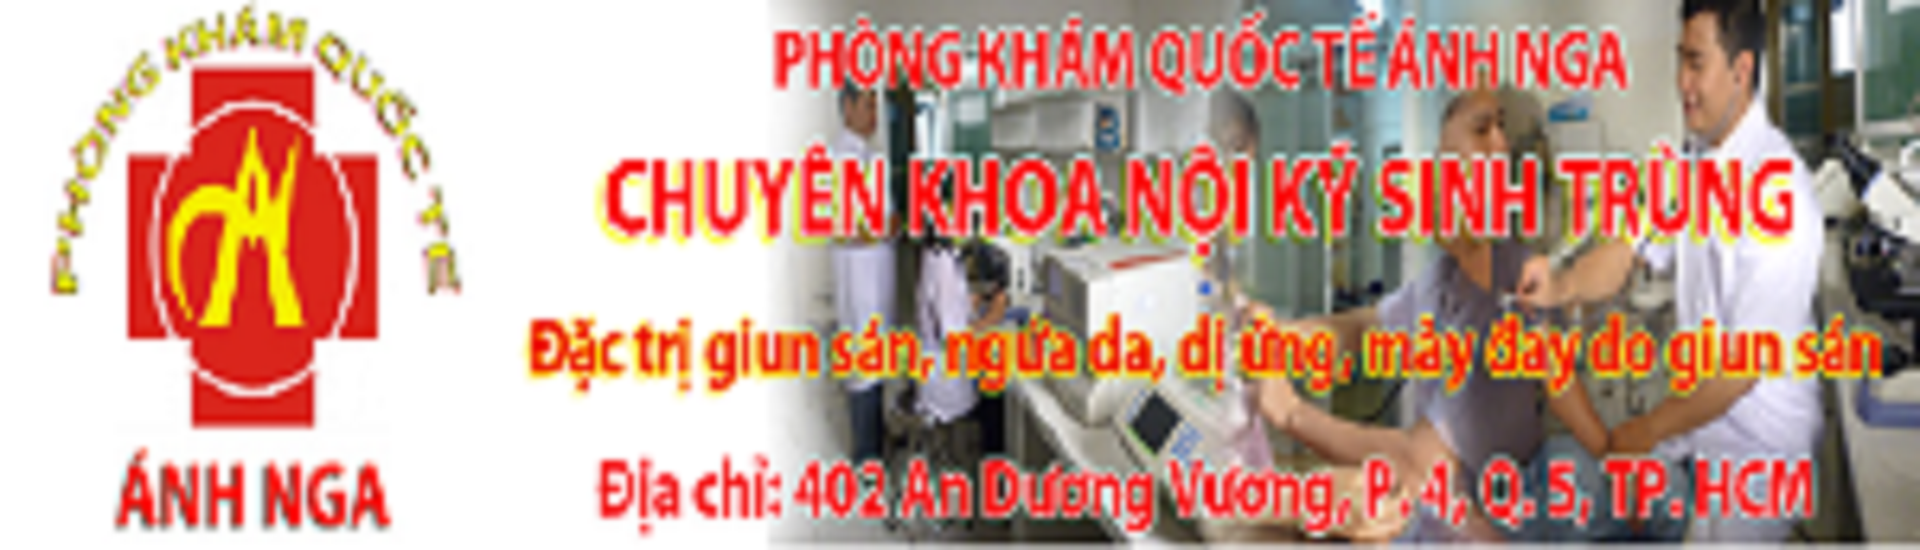 PHÒNG KHÁM QUỐC TẾ
ÁNH NGA
PHÒNG KHÁM QUỐC TẾ ÁNH NGA
CHUYÊN KHOA NỘI KÝ SINH TRÙNG
Đặc trị giun sán, ngứa da, dị ứng, mảy đay do giun sán
Địa chỉ: 402 An Dương Vương, P. 4, Q. 5, TP. HCM